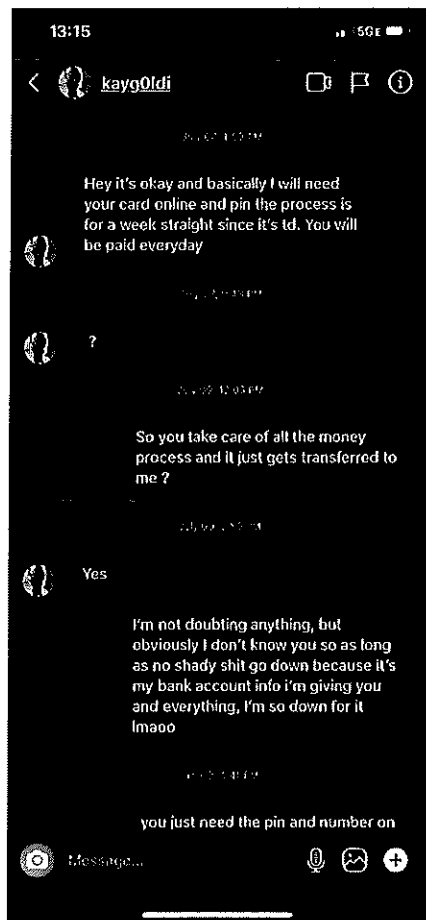 13:15
5GE
kayg0ldi
Hey it's okay and basically I will need
your card online and pin the process is
for a week straight since it's td. You will
be paid everyday
?
So you take care of all the money
process and it just gets transferred to
me ?
Yes
I'm not doubting anything, but
obviously I don't know you so as long
as no shady shit go down because it's
my bank account info i'm giving you
and everything, I'm so down for it
lmaoo
you just need the pin and number on
Message...